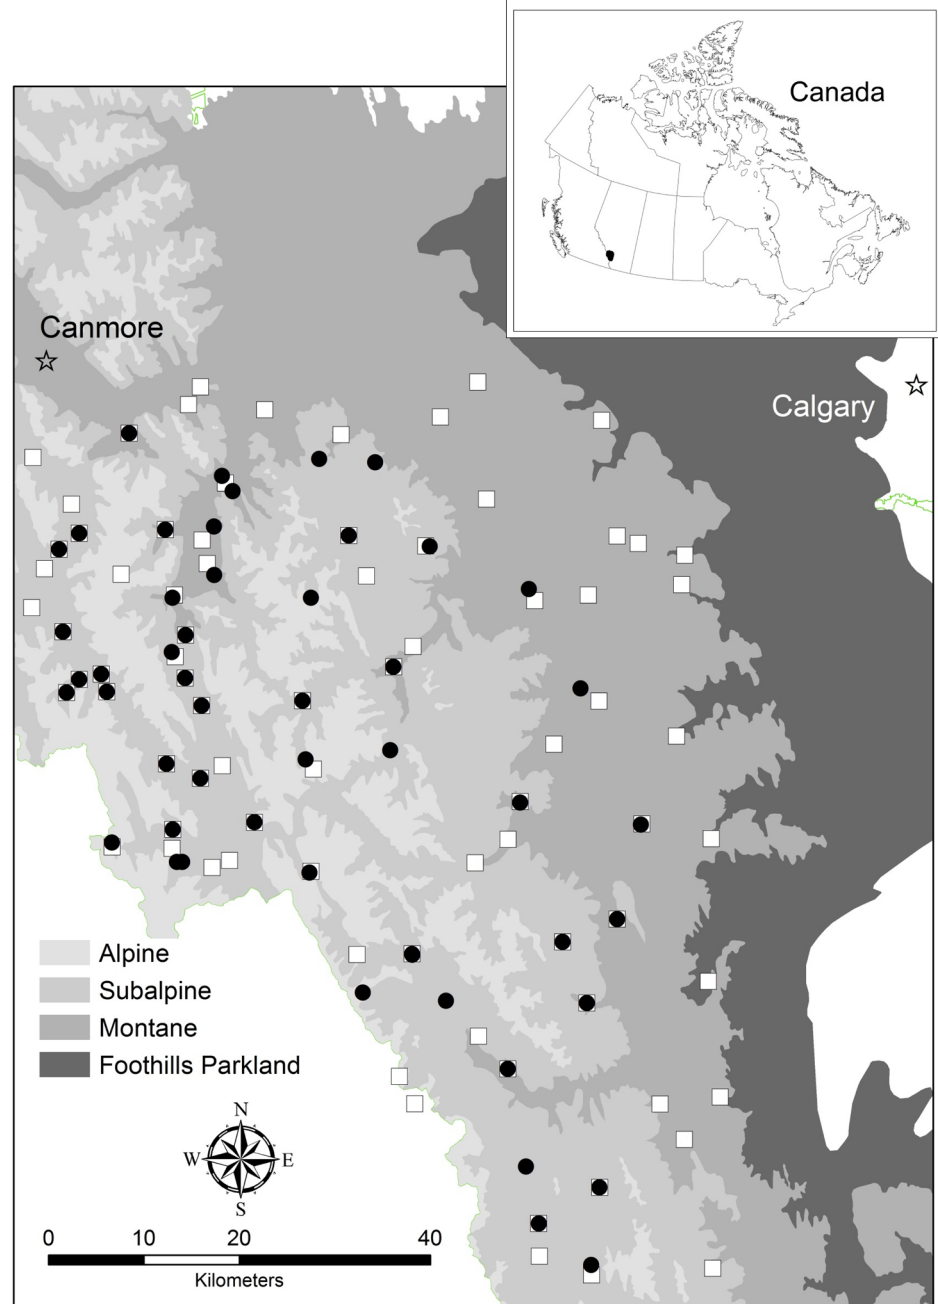 Canada
Canmore
Calgary
Alpine
Subalpine
Montane
Foothills Parkland
N
W E
S
0 10 20 40
Kilometers